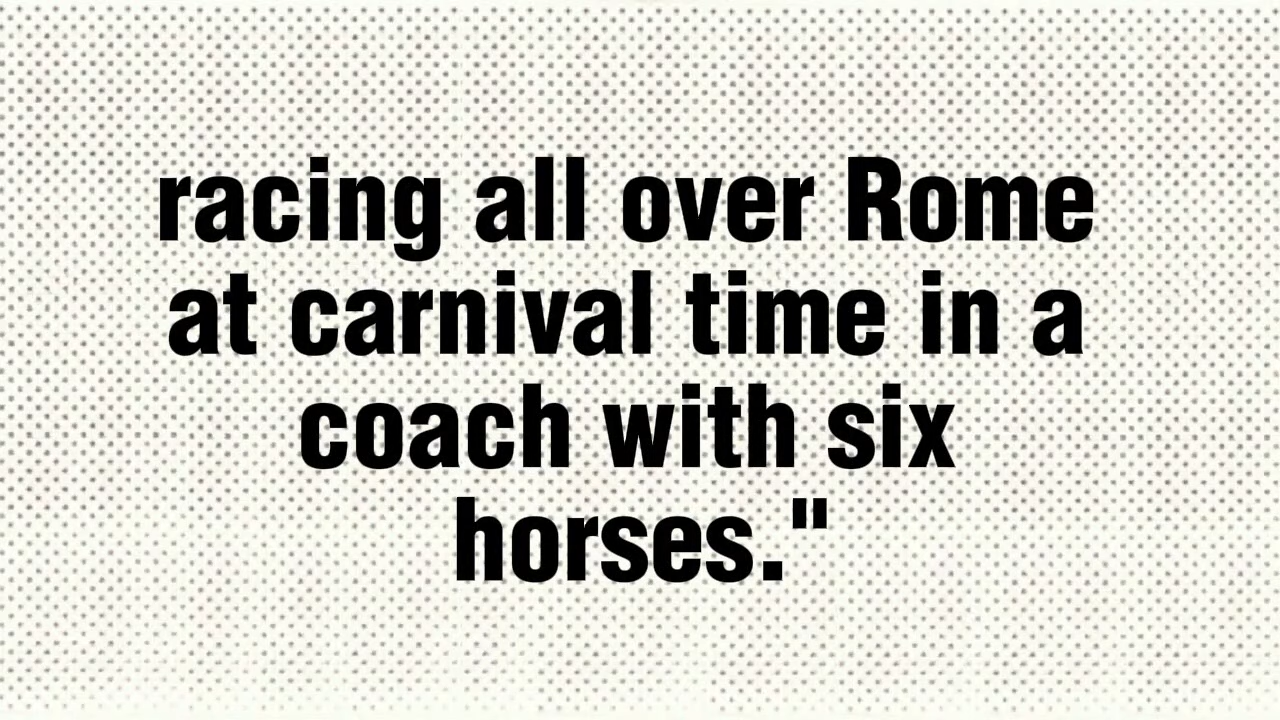 racing all over Rome
at carnival time in a
coach with six
horses."